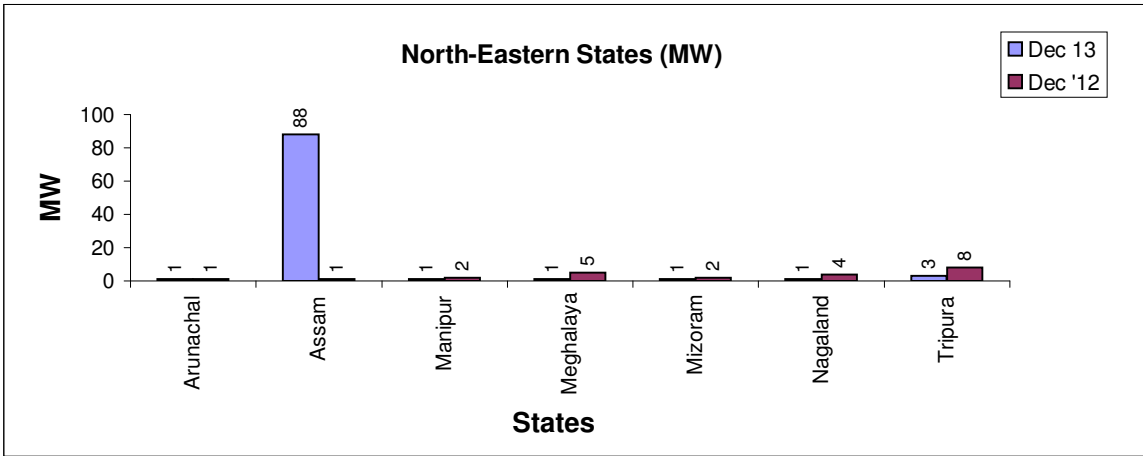 North-Eastern States (MW)
Dec 13
Dec '12
MW
100
80
60
40
20
0
1 1 88 1 1 2 1 5 1 2 1 4 3 8
Arunachal Assam Manipur Meghalaya Mizoram Nagaland Tripura
States